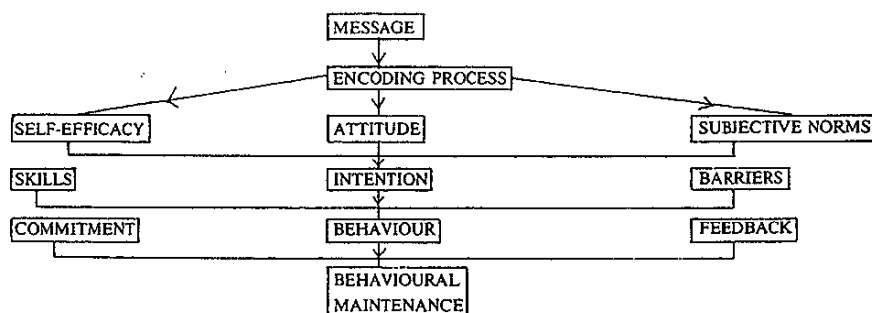 MESSAGE
ENCODING PROCESS
SELF-EFFICACY ATTITUDE SUBJECTIVE NORMS
SKILLS INTENTION BARRIERS
COMMITMENT BEHAVIOUR FEEDBACK
BEHAVIOURAL
MAINTENANCE